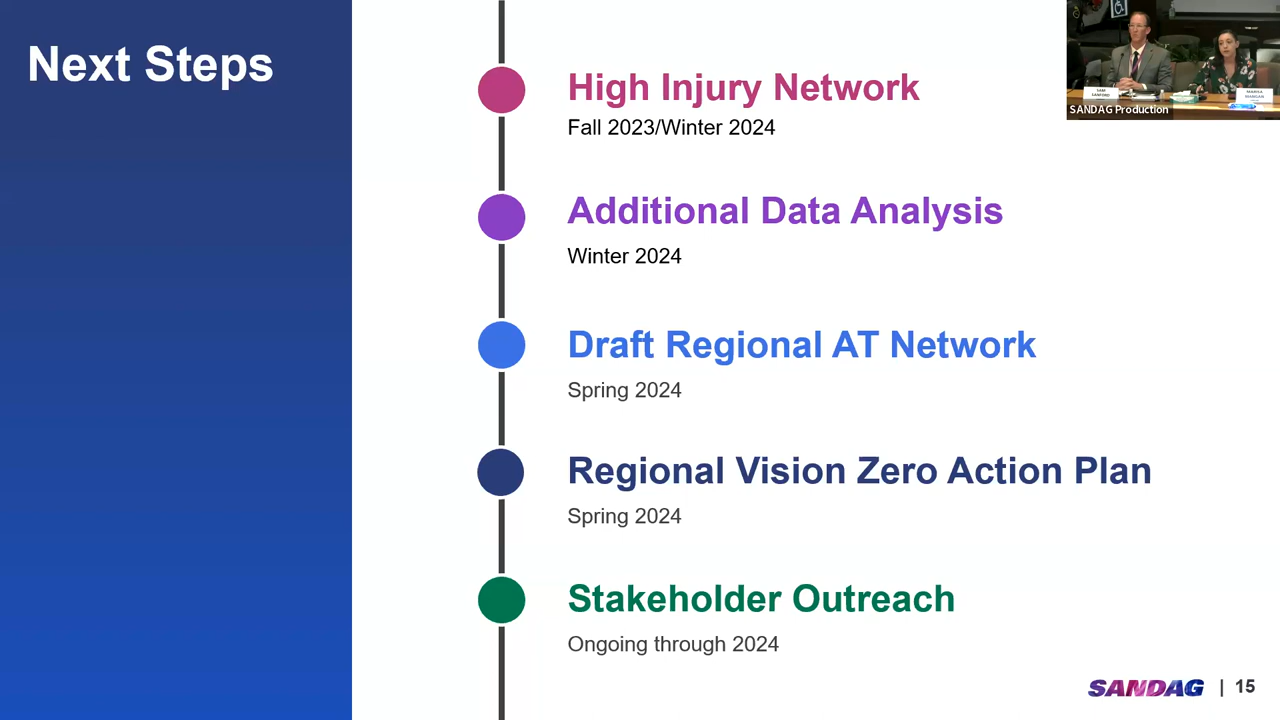 Next Steps
High Injury Network
Fall 2023/Winter 2024
Additional Data Analysis
Winter 2024
Draft Regional AT Network
Spring 2024
Regional Vision Zero Action Plan
Spring 2024
Stakeholder Outreach
Ongoing through 2024
SANDAG | 15
SANDAG Production